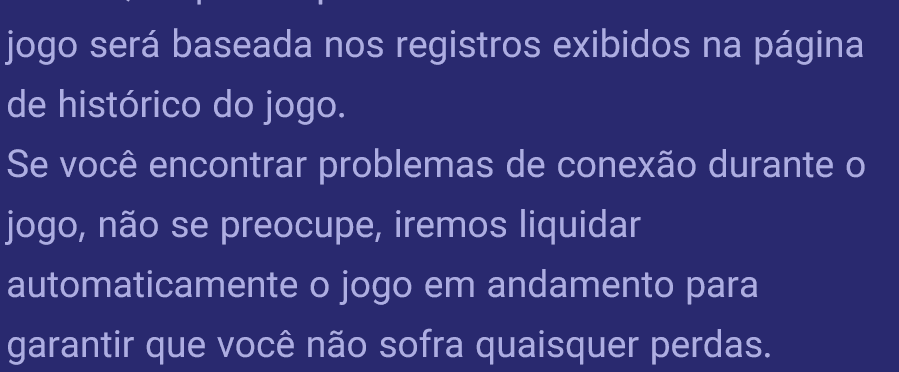 jogo será baseada nos registros exibidos na página
de histórico do jogo.
Se você encontrar problemas de conexão durante o
jogo, não se preocupe, iremos liquidar
automaticamente o jogo em andamento para
garantir que você não sofra quaisquer perdas.